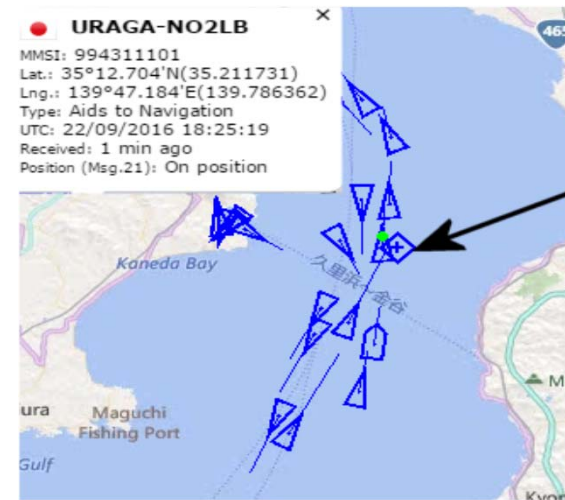 ×
URAGA-NO2LB
MMSI: 994311101
Lat.: 35°12.704'N(35.211731)
Lng.: 139°47.184'E(139.786362)
Type: Aids to Navigation
UTC: 22/09/2016 18:25:19
Received: 1 min ago
Position (Msg.21): On position
465
Kaneda Bay
久里浜-金谷
Maguchi
Fishing Port
Gulf